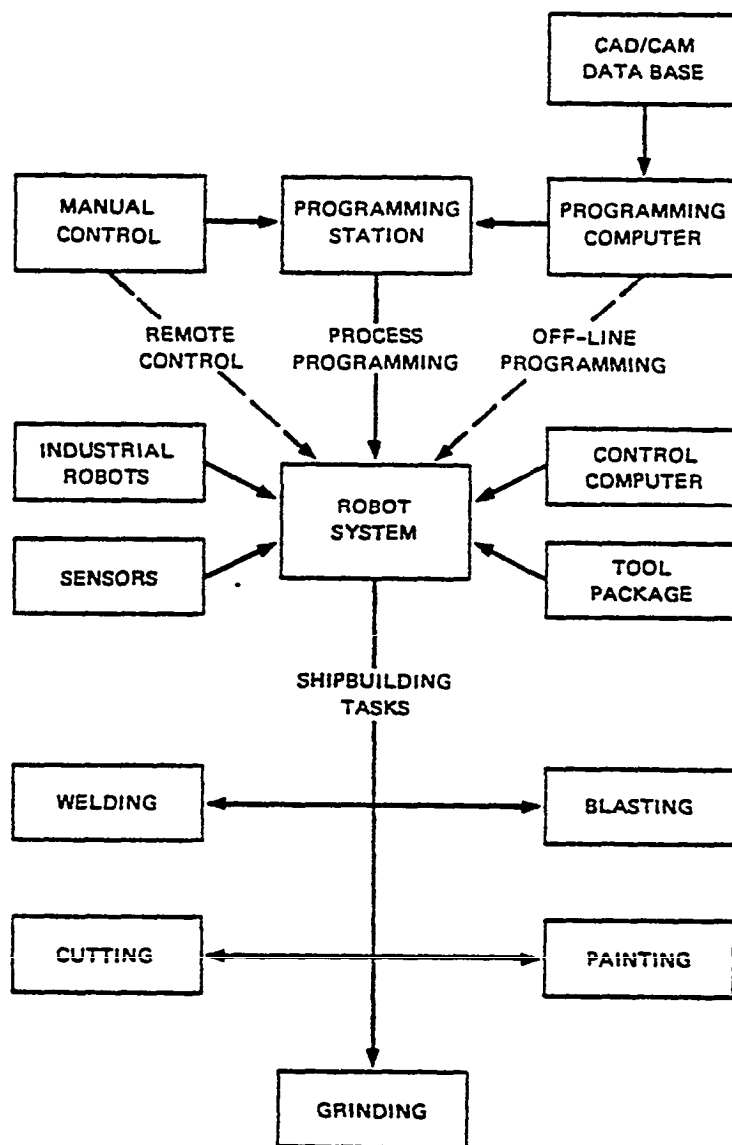 CAD/CAM
DATA BASE
MANUAL
CONTROL
PROGRAMMING
STATION
PROGRAMMING
COMPUTER
REMOTE
CONTROL
PROCESS
PROGRAMMING
OFF-LINE
PROGRAMMING
INDUSTRIAL
ROBOTS
ROBOT
SYSTEM
CONTROL
COMPUTER
SENSORS
TOOL
PACKAGE
SHIPBUILDING
TASKS
WELDING
BLASTING
CUTTING
PAINTING
GRINDING